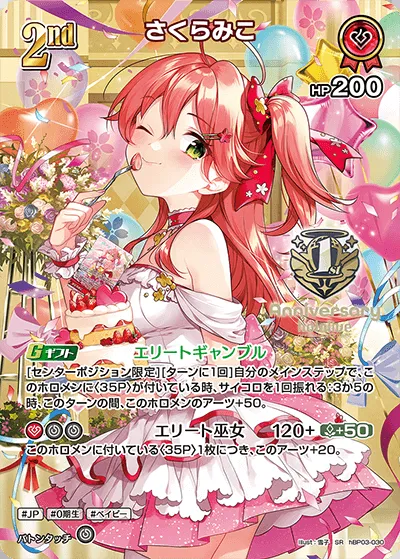 2nd
さくらみこ
HP200
1st
Anniversary
hololive
Gギフト エリートギャンブル
[センターポジション限定][ターンに1回]自分のメインステップで、こ
のホロメンに〈35P〉が付いている時、サイコロを1回振れる:3か5の
時、このターンの間、このホロメンのアーツ+50。
エリート巫女 120+ +50
このホロメンに付いている〈35P〉1枚につき、このアーツ+20。
#JP #0期生 #ベイビー
バトンタッチ
illust : 雪子 SR hBP03-030